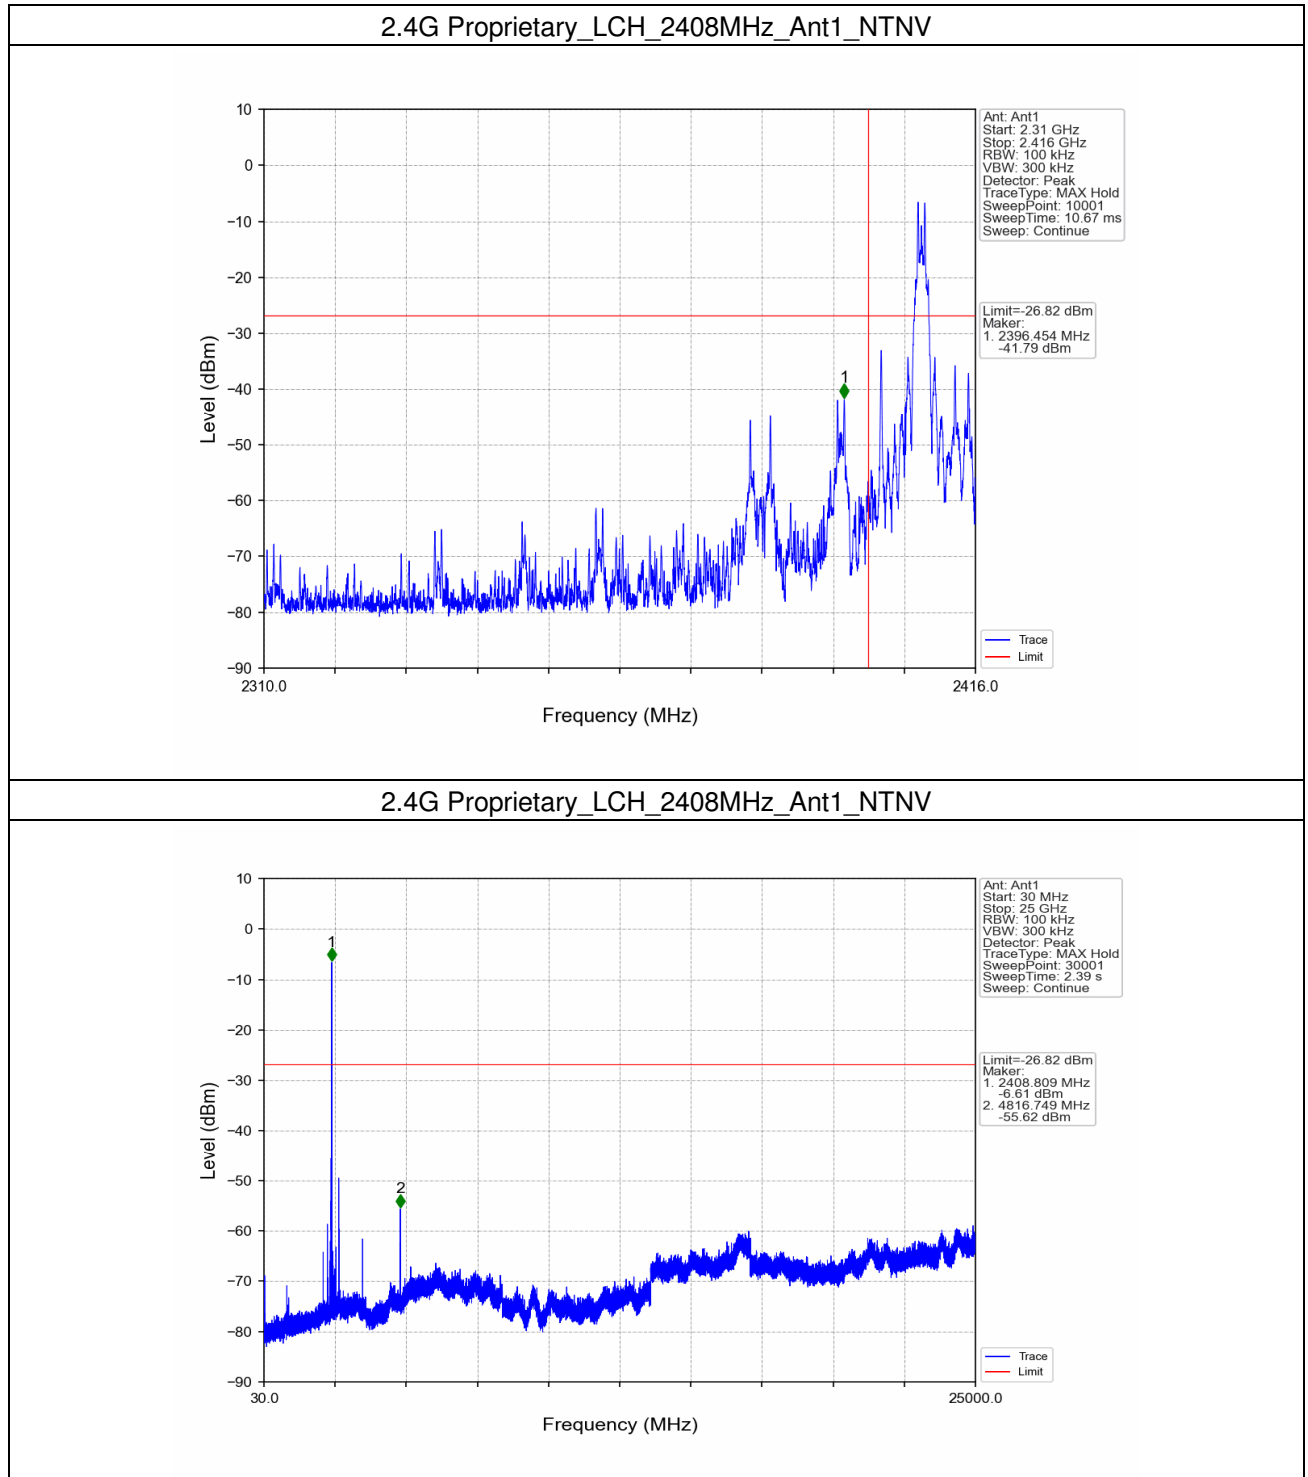 2.4G Proprietary_LCH_2408MHz_Ant1_NTNV
10
0
−10
−20
−30
−40
−50
−60
−70
−80
−90
Level (dBm)
2310.0
2416.0
Frequency (MHz)
1
Ant: Ant1
Start: 2.31 GHz
Stop: 2.416 GHz
RBW: 100 kHz
VBW: 300 kHz
Detector: Peak
TraceType: MAX Hold
SweepPoint: 10001
SweepTime: 10.67 ms
Sweep: Continue
Limit=-26.82 dBm
Maker:
1. 2396.454 MHz
-41.79 dBm
Trace
Limit
2.4G Proprietary_LCH_2408MHz_Ant1_NTNV
10
0
−10
−20
−30
−40
−50
−60
−70
−80
−90
Level (dBm)
30.0
25000.0
Frequency (MHz)
1
2
Ant: Ant1
Start: 30 MHz
Stop: 25 GHz
RBW: 100 kHz
VBW: 300 kHz
Detector: Peak
TraceType: MAX Hold
SweepPoint: 30001
SweepTime: 2.39 s
Sweep: Continue
Limit=-26.82 dBm
Maker:
1. 2408.809 MHz
-6.61 dBm
2. 4816.749 MHz
-55.62 dBm
Trace
Limit